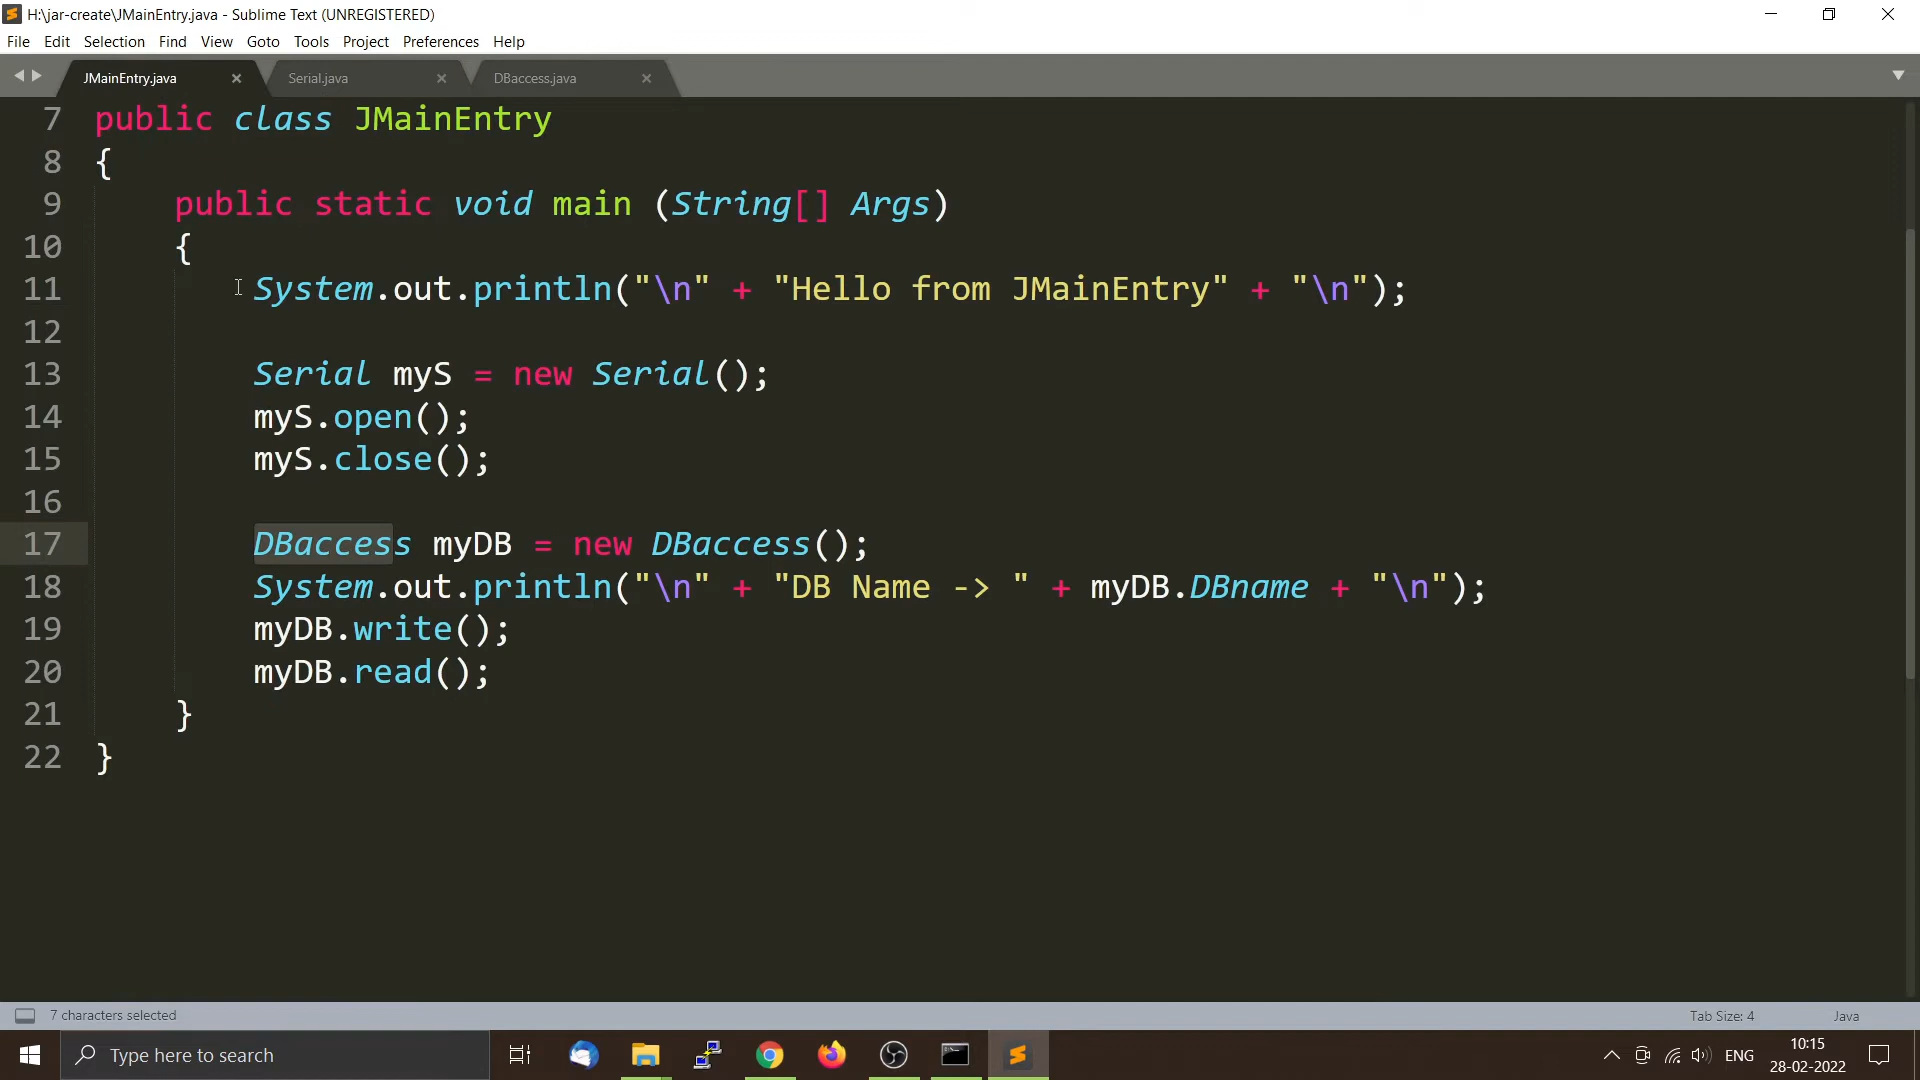 H:\jar-create\JMainEntry.java - Sublime Text (UNREGISTERED)
File Edit Selection Find View Goto Tools Project Preferences Help
JMainEntry.java × Serial.java × DBaccess.java ×
7 public class JMainEntry
8 {
9 public static void main (String[] Args)
10 {
11 System.out.println("\n" + "Hello from JMainEntry" + "\n");
12
13 Serial myS = new Serial();
14 myS.open();
15 myS.close();
16
17 DBaccess myDB = new DBaccess();
18 System.out.println("\n" + "DB Name -> " + myDB.DBname + "\n");
19 myDB.write();
20 myDB.read();
21 }
22 }
7 characters selected Tab Size: 4 Java
Type here to search ENG 10:15
28-02-2022